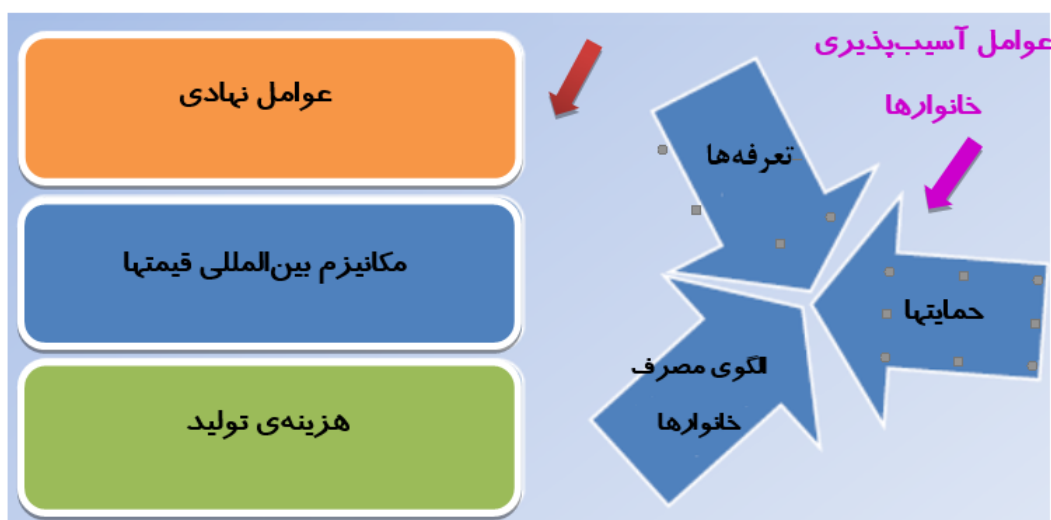 عوامل آسیب‌پذیری
خانوارها
تعرفه‌ها
حمایتها
الگوی مصرف
خانوارها
عوامل نهادی
مکانیزم بین‌المللی قیمتها
هزینه‌ی تولید